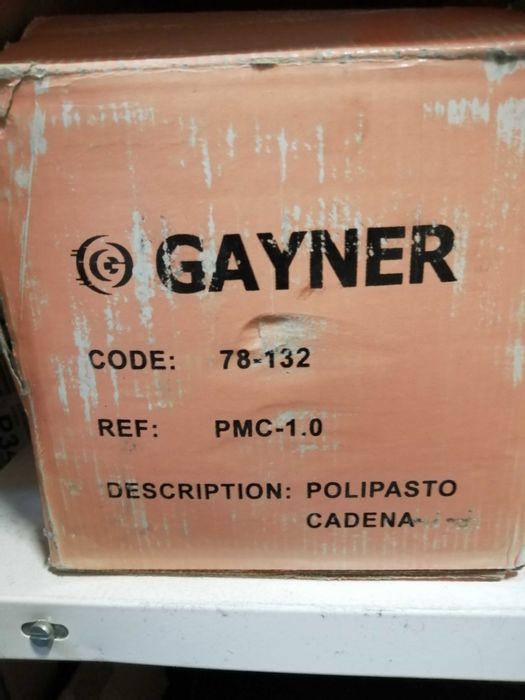 GAYNER
CODE: 78-132
REF: PMC-1.0
DESCRIPTION: POLIPASTO
CADENA